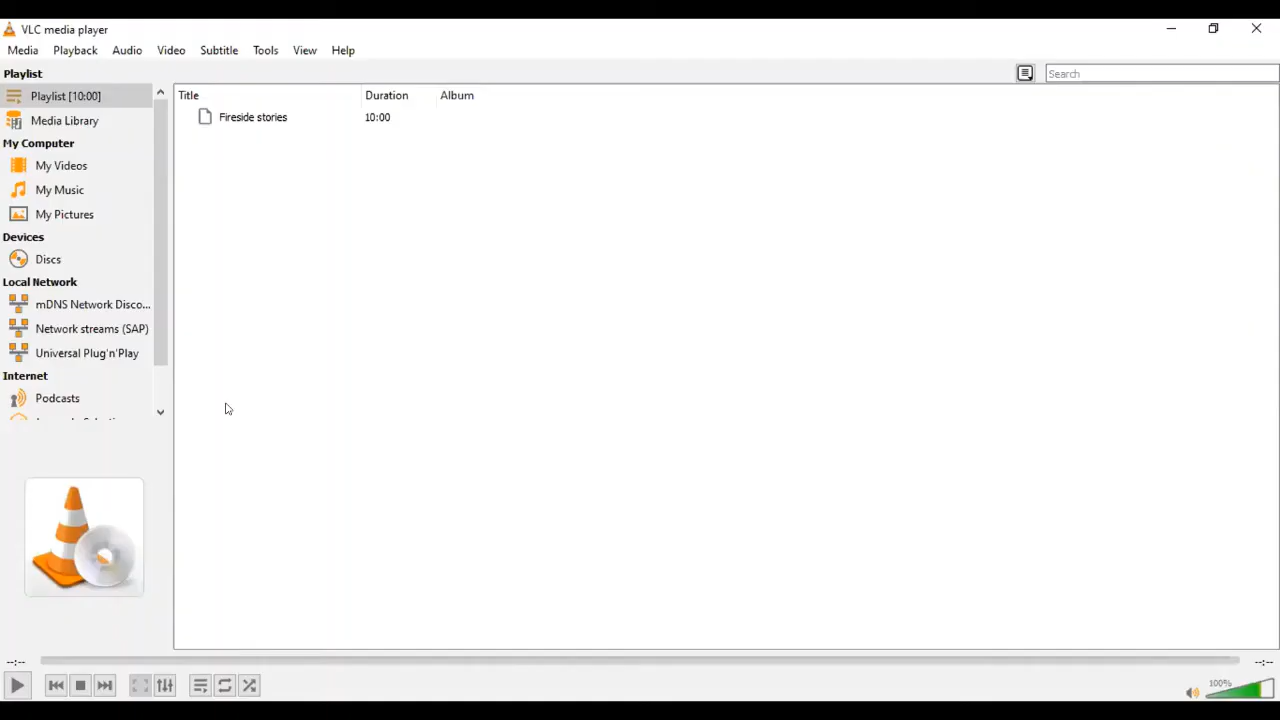 VLC media player
Media Playback Audio Video Subtitle Tools View Help
Playlist
Search
Playlist [10:00]
Media Library
My Computer
My Videos
My Music
My Pictures
Devices
Discs
Local Network
mDNS Network Disco...
Network streams (SAP)
Universal Plug'n'Play
Internet
Podcasts
Title Duration Album
Fireside stories 10:00
--:-- --:--
100%